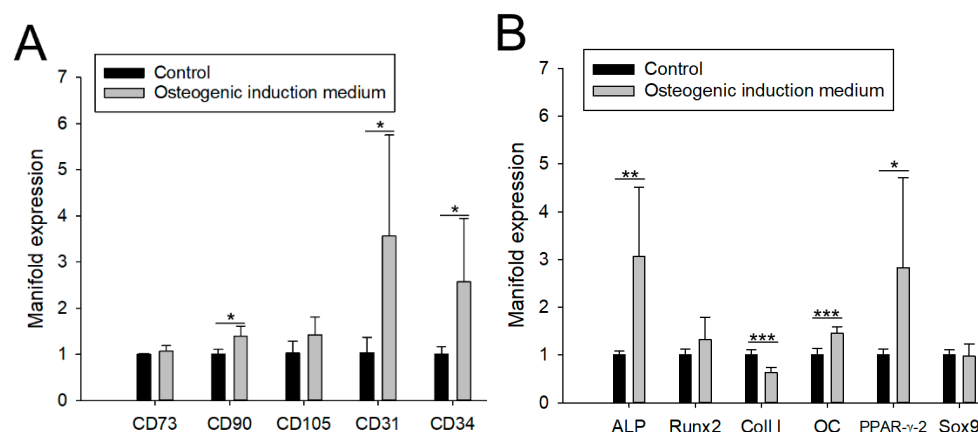 A
Control
Osteogenic induction medium
Manifold expression
7
6
5
4
3
2
1
0
*
*
*
CD73 CD90 CD105 CD31 CD34
B
Control
Osteogenic induction medium
Manifold expression
7
6
5
4
3
2
1
0
**
***
***
*
ALP Runx2 Coll I OC PPAR-γ-2 Sox9